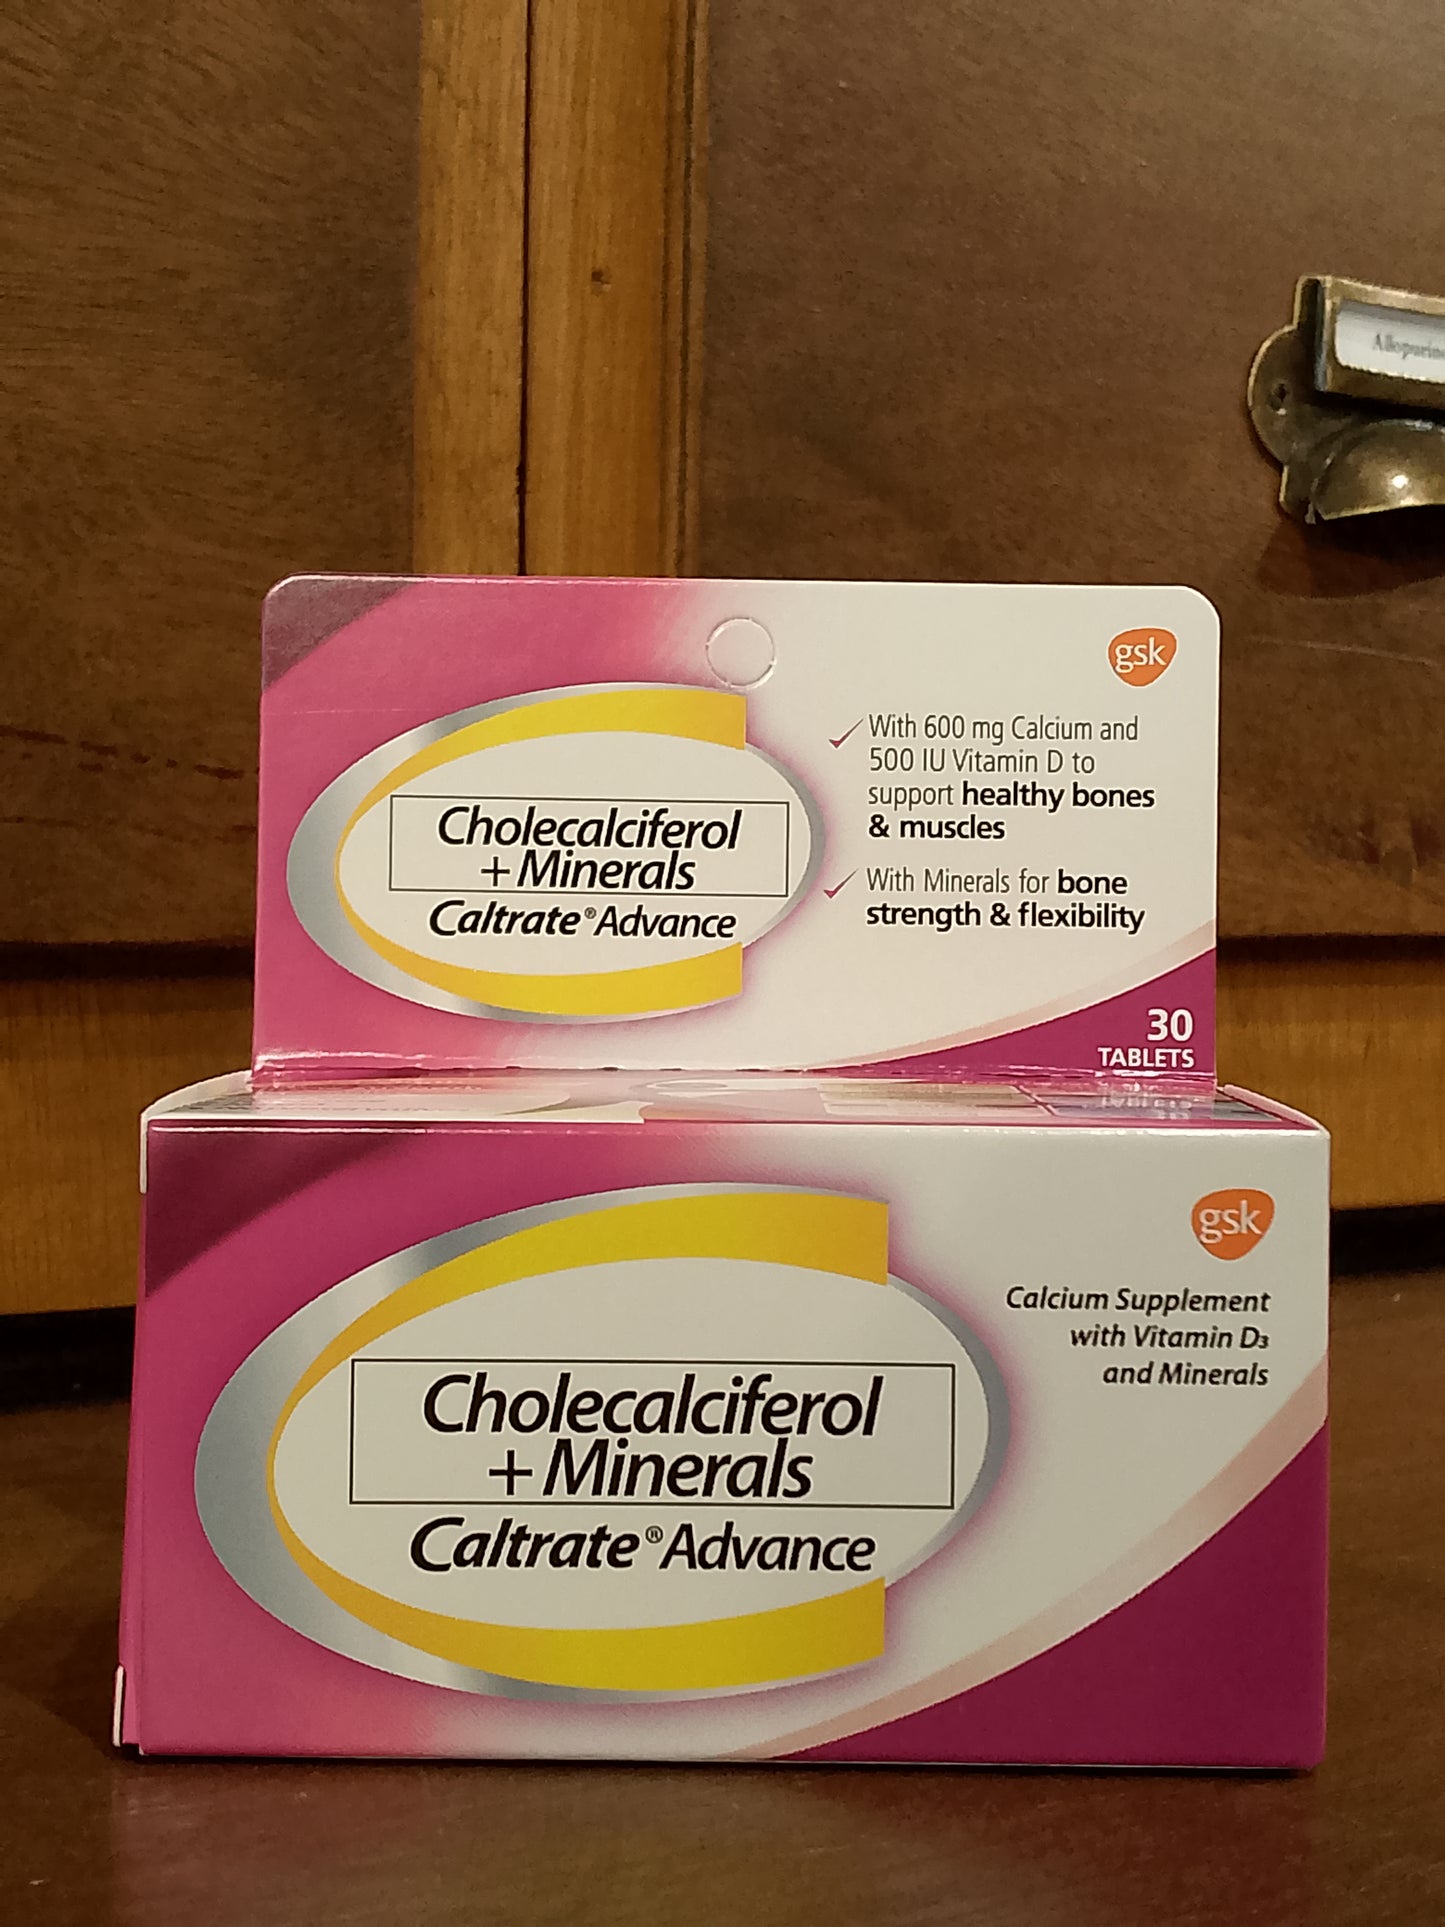 Allopurino
gsk
With 600 mg Calcium and
500 IU Vitamin D to
support healthy bones
& muscles
With Minerals for bone
strength & flexibility
Cholecalciferol
+Minerals
Caltrate® Advance
30
TABLETS
gsk
Calcium Supplement
with Vitamin D3
and Minerals
Cholecalciferol
+Minerals
Caltrate® Advance